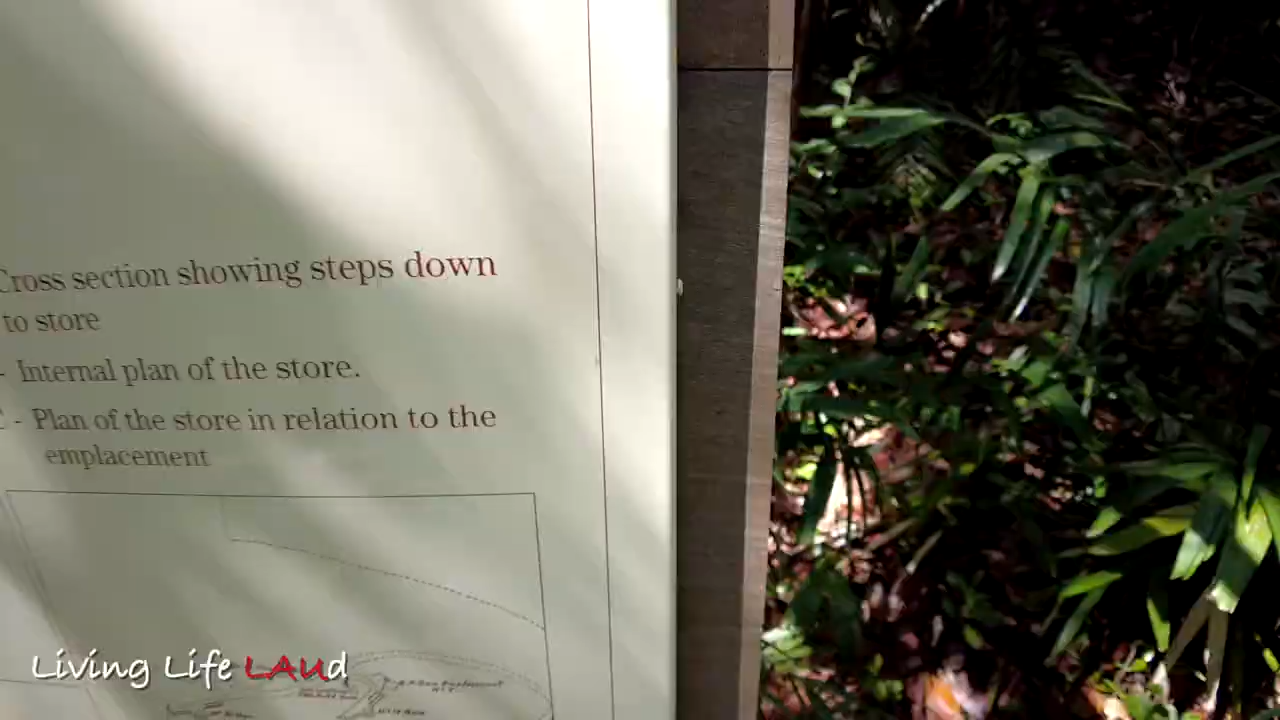 Cross section showing steps down
to store
- Internal plan of the store.
- Plan of the store in relation to the
emplacement
Living Life LAUd